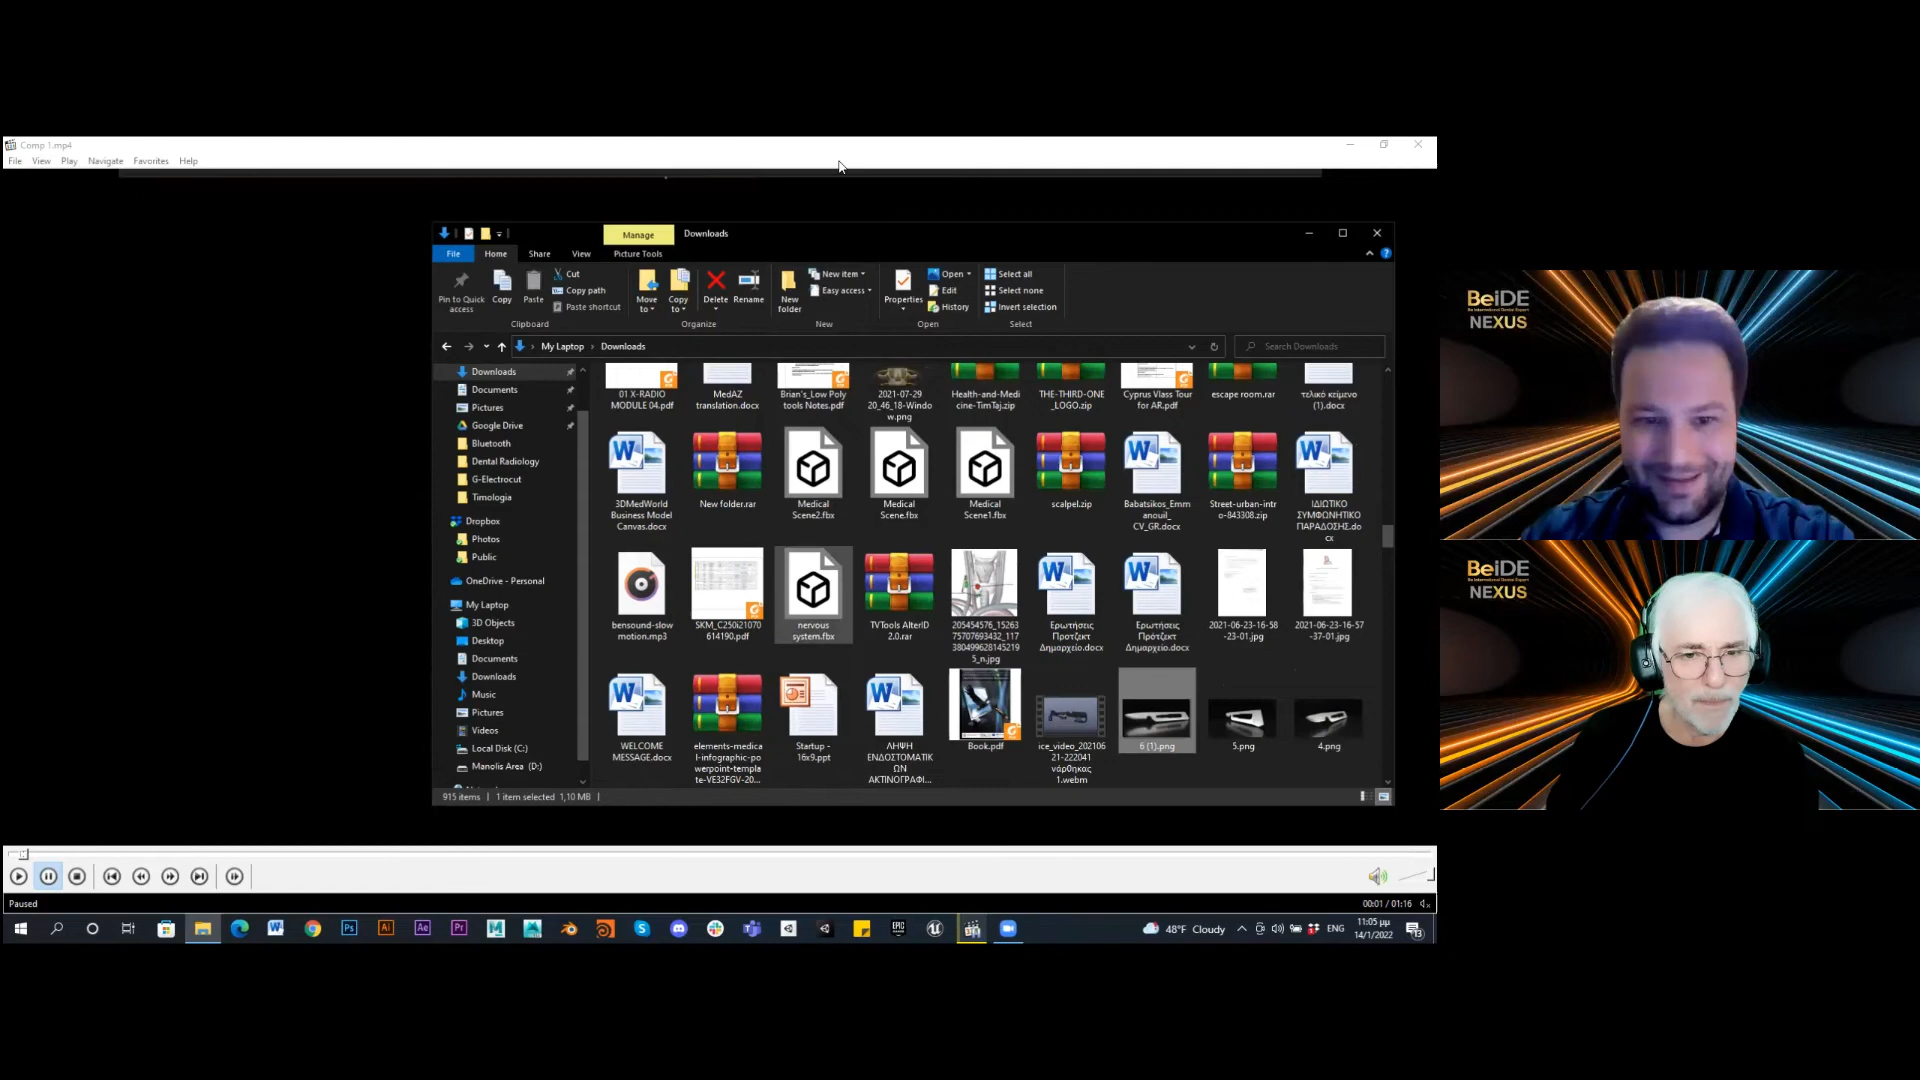 Comp 1.mp4
File View Play Navigate Favorites Help
Manage Downloads
File Home Share View Picture Tools
Pin to Quick access
Copy
Paste
Cut
Copy path
Paste shortcut
Clipboard
Move to
Copy to
Delete
Rename
Organize
New folder
New item
Easy access
New
Properties
Open
Edit
History
Open
Select all
Select none
Invert selection
Select
My Laptop > Downloads
Search Downloads
Downloads
Documents
Pictures
Google Drive
Bluetooth
Dental Radiology
G-Electrocut
Timologia
Dropbox
Photos
Public
OneDrive - Personal
My Laptop
3D Objects
Desktop
Documents
Downloads
Music
Pictures
Videos
Local Disk (C:)
Manolis Area (D:)
01 X-RADIO MODULE 04.pdf
MedAZ translation.docx
Brian's_Low Poly tools Notes.pdf
2021-07-29 20_46_18-Window.png
Health-and-Medicine-TimTaj.zip
THE-THIRD-ONE_LOGO.zip
Cyprus Vlass Tour for AR.pdf
escape room.rar
τελικό κείμενο (1).docx
3DMedWorld Business Model Canvas.docx
New folder.rar
Medical Scene2.fbx
Medical Scene.fbx
Medical Scene1.fbx
scalpel.zip
Babatsikos_Emmanouil_CV_GR.docx
Street-urban-intro-843308.zip
ΙΔΙΩΤΙΚΟ ΣΥΜΦΩΝΗΤΙΚΟ ΠΑΡΑΔΟΣΗΣ.docx
bensound-slowmotion.mp3
SKM_C250i21070614190.pdf
nervous system.fbx
TVTools AlterID 2.0.rar
205454576_1526375707693432_1173804996281452195_n.jpg
Ερωτήσεις Προτζεκτ Δημαρχείο.docx
Ερωτήσεις Πρότζεκτ Δημαρχείο.docx
2021-06-23-16-58-23-01.jpg
2021-06-23-16-57-37-01.jpg
WELCOME MESSAGE.docx
elements-medical-infographic-powerpoint-template-VE32FGV-20...
Startup - 16x9.ppt
ΛΗΨΗ ΕΝΔΟΣΤΟΜΑΤΙΚΩΝ ΑΚΤΙΝΟΓΡΑΦΙ...
Book.pdf
ice_video_20210621-222041 νάρθηκας 1.webm
6 (1).png
5.png
4.png
915 items 1 item selected 1,10 MB
Paused
00:01 / 01:16
48°F Cloudy
ENG
11:05 μμ
14/1/2022
13
BeiDE
NEXUS
BeiDE
NEXUS